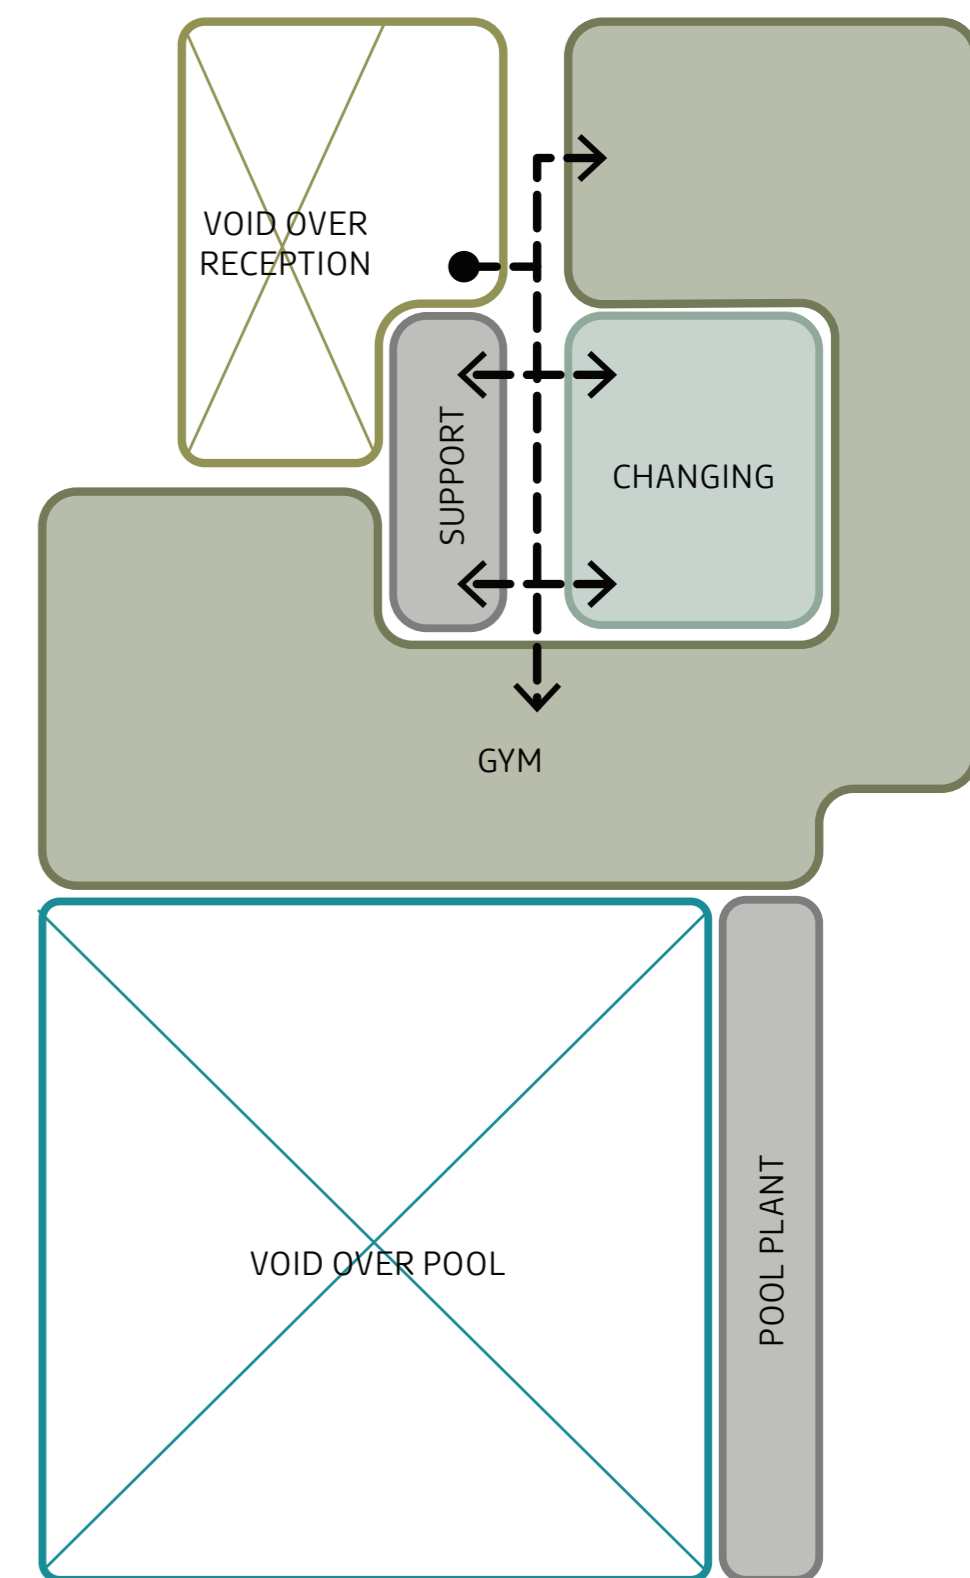 VOID OVER
RECEPTION
SUPPORT
CHANGING
GYM
VOID OVER POOL
POOL PLANT